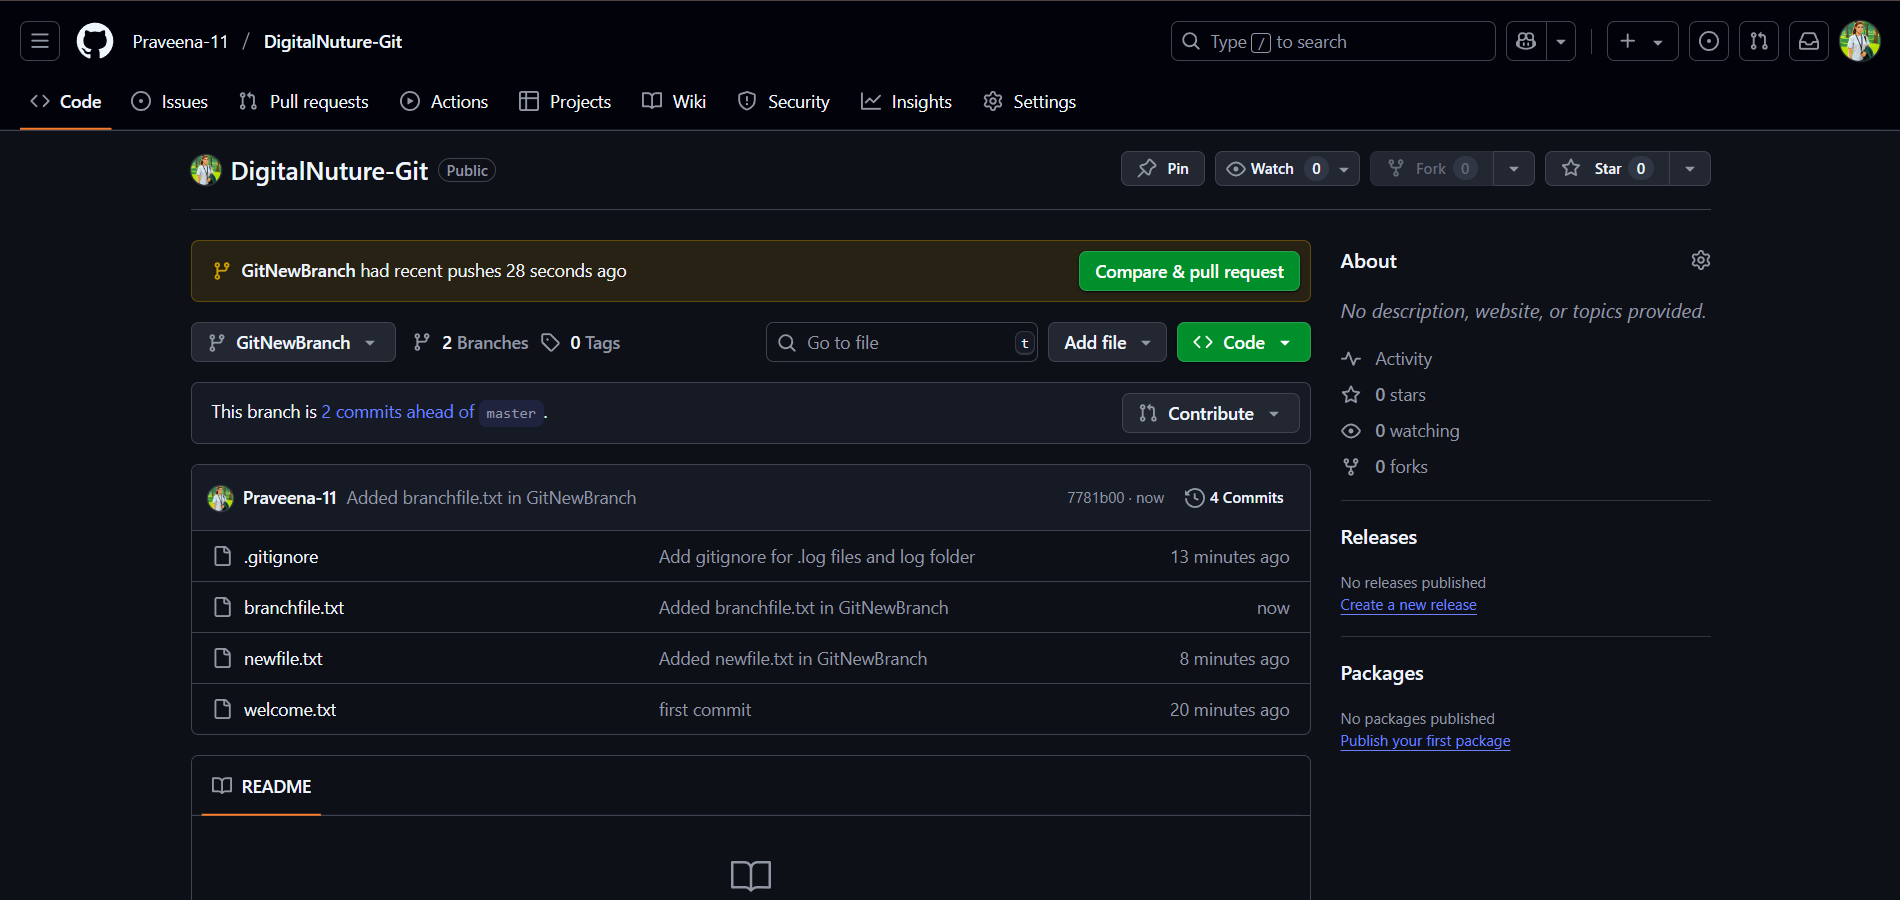 Praveena-11 / DigitalNuture-Git
Type / to search
Code Issues Pull requests Actions Projects Wiki Security Insights Settings
DigitalNuture-Git Public
Pin Watch 0 Fork 0 Star 0
GitNewBranch had recent pushes 28 seconds ago
Compare & pull request
GitNewBranch 2 Branches 0 Tags
Go to file t Add file Code
This branch is 2 commits ahead of master .
Contribute
Praveena-11 Added branchfile.txt in GitNewBranch 7781b00 · now 4 Commits
.gitignore Add gitignore for .log files and log folder 13 minutes ago
branchfile.txt Added branchfile.txt in GitNewBranch now
newfile.txt Added newfile.txt in GitNewBranch 8 minutes ago
welcome.txt first commit 20 minutes ago
README
About
No description, website, or topics provided.
Activity
0 stars
0 watching
0 forks
Releases
No releases published
Create a new release
Packages
No packages published
Publish your first package